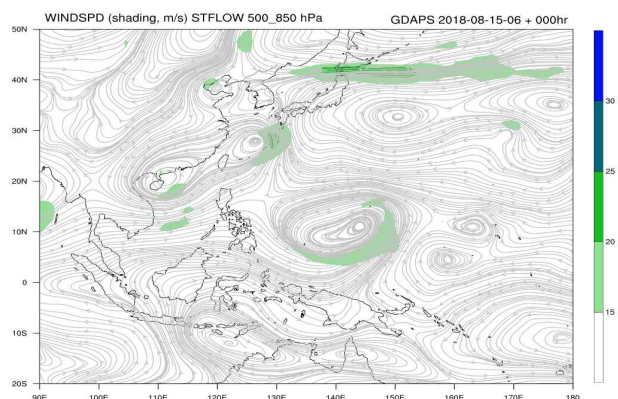 WINDSPD (shading, m/s) STFLOW 500_850 hPa GDAPS 2018-08-15-06 + 000hr
50N
40N
30N
20N
10N
0
10S
20S
90E 100E 110E 120E 130E 140E 150E 160E 170E 180
30
25
20
15